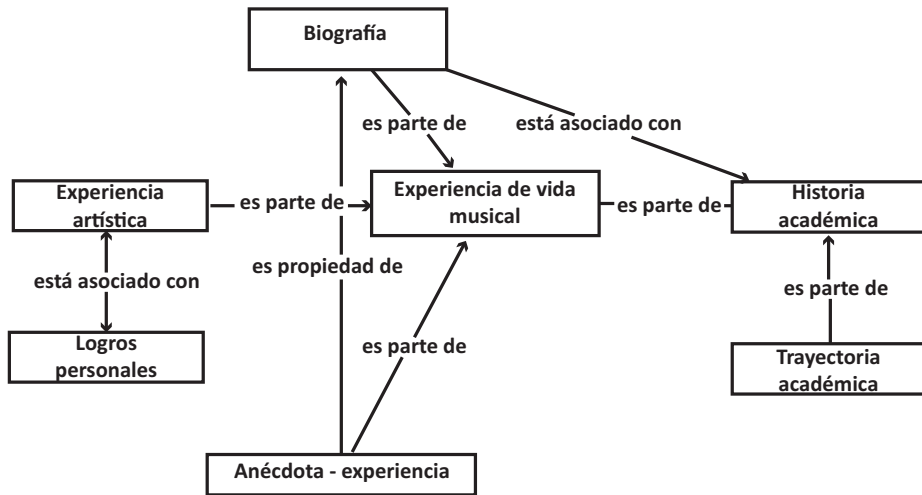 Biografía
es parte de
está asociado con
Experiencia
artística
es parte de
Experiencia de vida
musical
es parte de
Historia
académica
está asociado con
es propiedad de
es parte de
Logros
personales
es parte de
Trayectoria
académica
Anécdota - experiencia